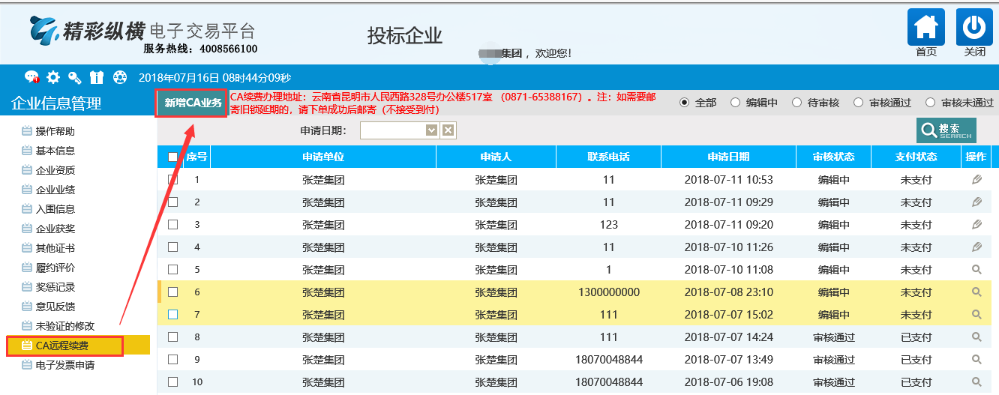 精彩纵横 电子交易平台
服务热线：4008566100
投标企业
集团 ，欢迎您！
首页
关闭
2018年07月16日 08时44分09秒
企业信息管理
新增CA业务
CA续费办理地址：云南省昆明市人民西路328号办公楼517室 （0871-65388167）。注：如需要邮
寄旧锁延期的，请下单成功后邮寄（不接受到付）
全部 编辑中 待审核 审核通过 审核未通过
申请日期：
搜索
SEARCH
操作帮助
基本信息
企业资质
企业业绩
入围信息
企业获奖
其他证书
履约评价
奖惩记录
意见反馈
未验证的修改
CA远程续费
电子发票申请
序号 申请单位 申请人 联系电话 申请日期 审核状态 支付状态 操作
1 张楚集团 张楚集团 11 2018-07-11 10:53 编辑中 未支付
2 张楚集团 张楚集团 11 2018-07-11 09:29 编辑中 未支付
3 张楚集团 张楚集团 123 2018-07-11 09:20 编辑中 未支付
4 张楚集团 张楚集团 11 2018-07-10 11:26 编辑中 未支付
5 张楚集团 张楚集团 1 2018-07-10 11:08 编辑中 未支付
6 张楚集团 张楚集团 1300000000 2018-07-08 23:10 编辑中 未支付
7 张楚集团 张楚集团 111 2018-07-07 15:02 编辑中 未支付
8 张楚集团 张楚集团 111 2018-07-07 14:24 审核通过 已支付
9 张楚集团 张楚集团 18070048844 2018-07-07 13:49 审核通过 已支付
10 张楚集团 张楚集团 18070048844 2018-07-06 19:08 审核通过 已支付